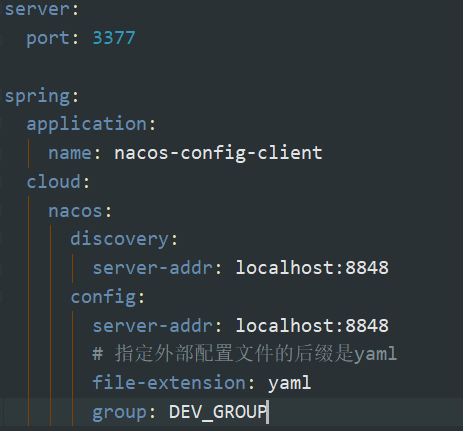 server:
  port: 3377

spring:
  application:
    name: nacos-config-client
  cloud:
    nacos:
      discovery:
        server-addr: localhost:8848
      config:
        server-addr: localhost:8848
        # 指定外部配置文件的后缀是yaml
        file-extension: yaml
        group: DEV_GROUP